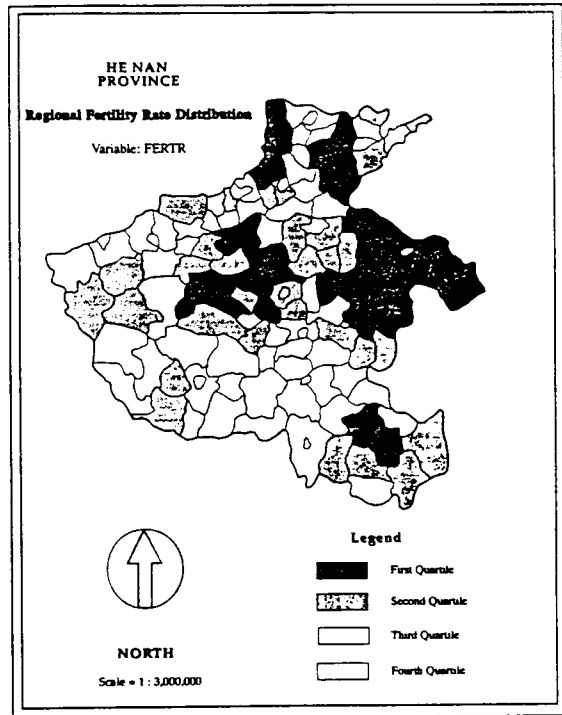 HE NAN
PROVINCE
Regional Fertility Rate Distribution
Variable: FERTR
Legend
First Quartile
Second Quartile
Third Quartile
Fourth Quartile
NORTH
Scale = 1 : 3,000,000